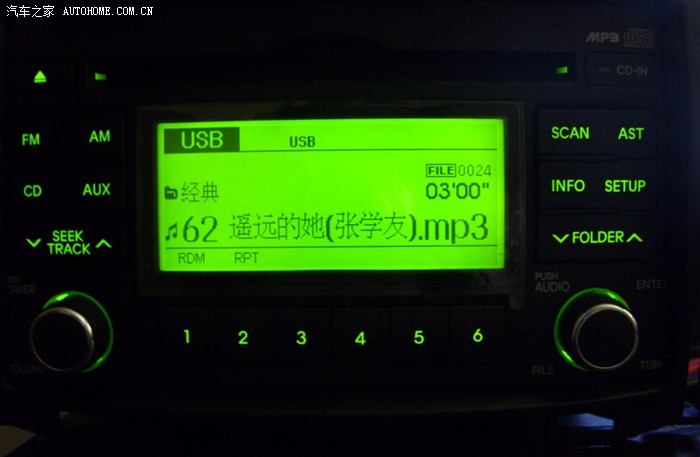 汽车之家 AUTOHOME.COM.CN
MP3
CD-IN
FM AM
CD AUX
SEEK
TRACK
USB USB
FILE 0024
经典 03'00"
62 遥远的她(张学友).mp3
RDM RPT
SCAN AST
INFO SETUP
FOLDER
PUSH
AUDIO
ENTE
1 2 3 4 5 6
FILE
TUN